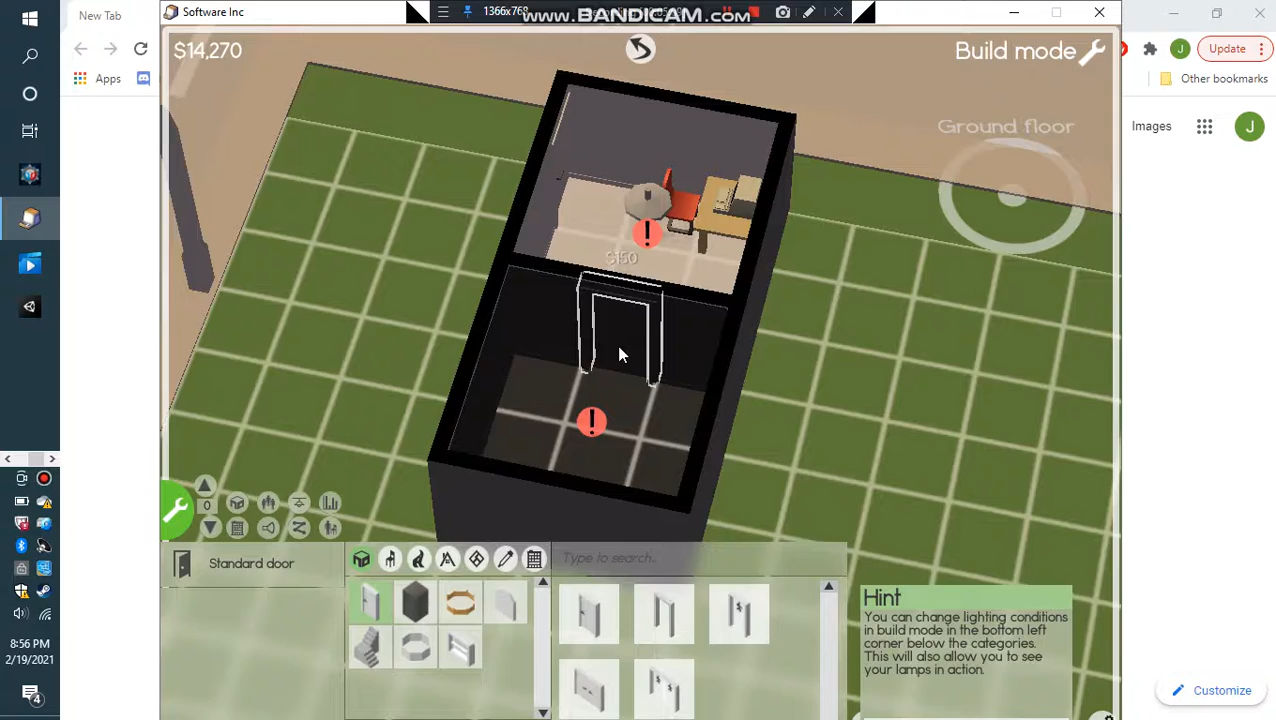 New Tab
Software Inc
1366x768
www.BANDICAM.com
Update
Apps
Other bookmarks
$14,270
Build mode
Ground floor
Images
J
J
$150
!
!
0
Standard door
Type to search.
Hint
You can change lighting conditions
in build mode in the bottom left
corner below the categories.
This will also allow you to see
your lamps in action.
Customize
8:56 PM
2/19/2021
4